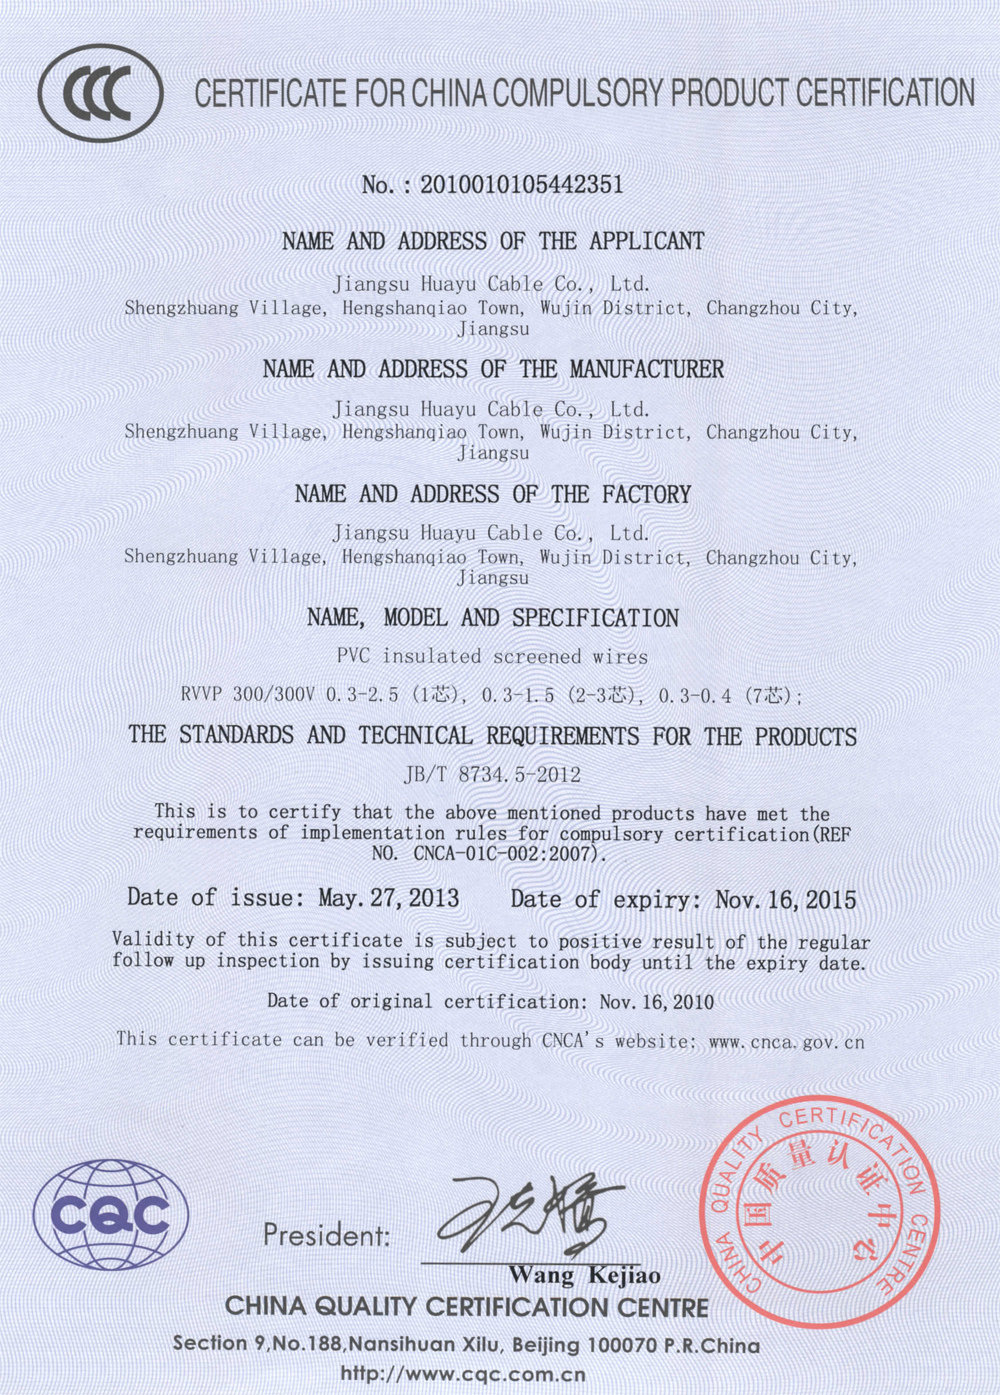 CERTIFICATE FOR CHINA COMPULSORY PRODUCT CERTIFICATION
No.: 2010010105442351
NAME AND ADDRESS OF THE APPLICANT
Jiangsu Huayu Cable Co., Ltd.
Shengzhuang Village, Hengshanqiao Town, Wujin District, Changzhou City,
Jiangsu
NAME AND ADDRESS OF THE MANUFACTURER
Jiangsu Huayu Cable Co., Ltd.
Shengzhuang Village, Hengshanqiao Town, Wujin District, Changzhou City,
Jiangsu
NAME AND ADDRESS OF THE FACTORY
Jiangsu Huayu Cable Co., Ltd.
Shengzhuang Village, Hengshanqiao Town, Wujin District, Changzhou City,
Jiangsu
NAME, MODEL AND SPECIFICATION
PVC insulated screened wires
RVVP 300/300V 0.3-2.5 (1芯), 0.3-1.5 (2-3芯), 0.3-0.4 (7芯);
THE STANDARDS AND TECHNICAL REQUIREMENTS FOR THE PRODUCTS
JB/T 8734.5-2012
This is to certify that the above mentioned products have met the
requirements of implementation rules for compulsory certification(REF
NO. CNCA-01C-002:2007).
Date of issue: May.27,2013 Date of expiry: Nov.16,2015
Validity of this certificate is subject to positive result of the regular
follow up inspection by issuing certification body until the expiry date.
Date of original certification: Nov.16,2010
This certificate can be verified through CNCA's website: www.cnca.gov.cn
CHINA QUALITY CERTIFICATION CENTRE
中国质量认证中心
CQC
President:
王克娇
Wang Kejiao
CHINA QUALITY CERTIFICATION CENTRE
Section 9,No.188,Nansihuan Xilu, Beijing 100070 P.R.China
http://www.cqc.com.cn